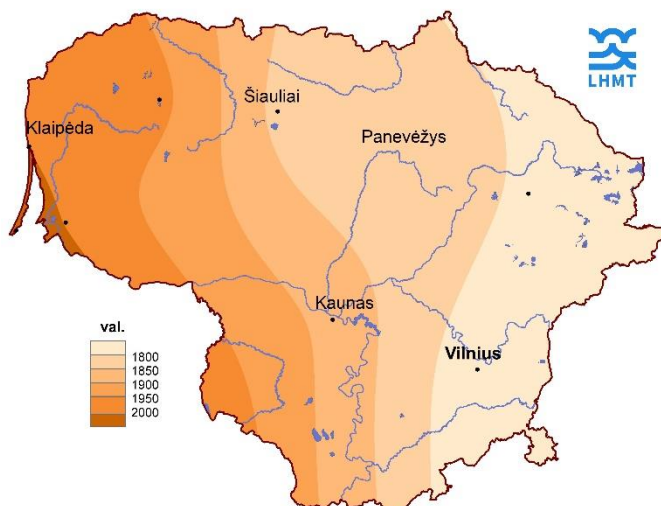 LHMT
Šiauliai
Klaipėda
Panevėžys
Kaunas
Vilnius
val.
1800
1850
1900
1950
2000